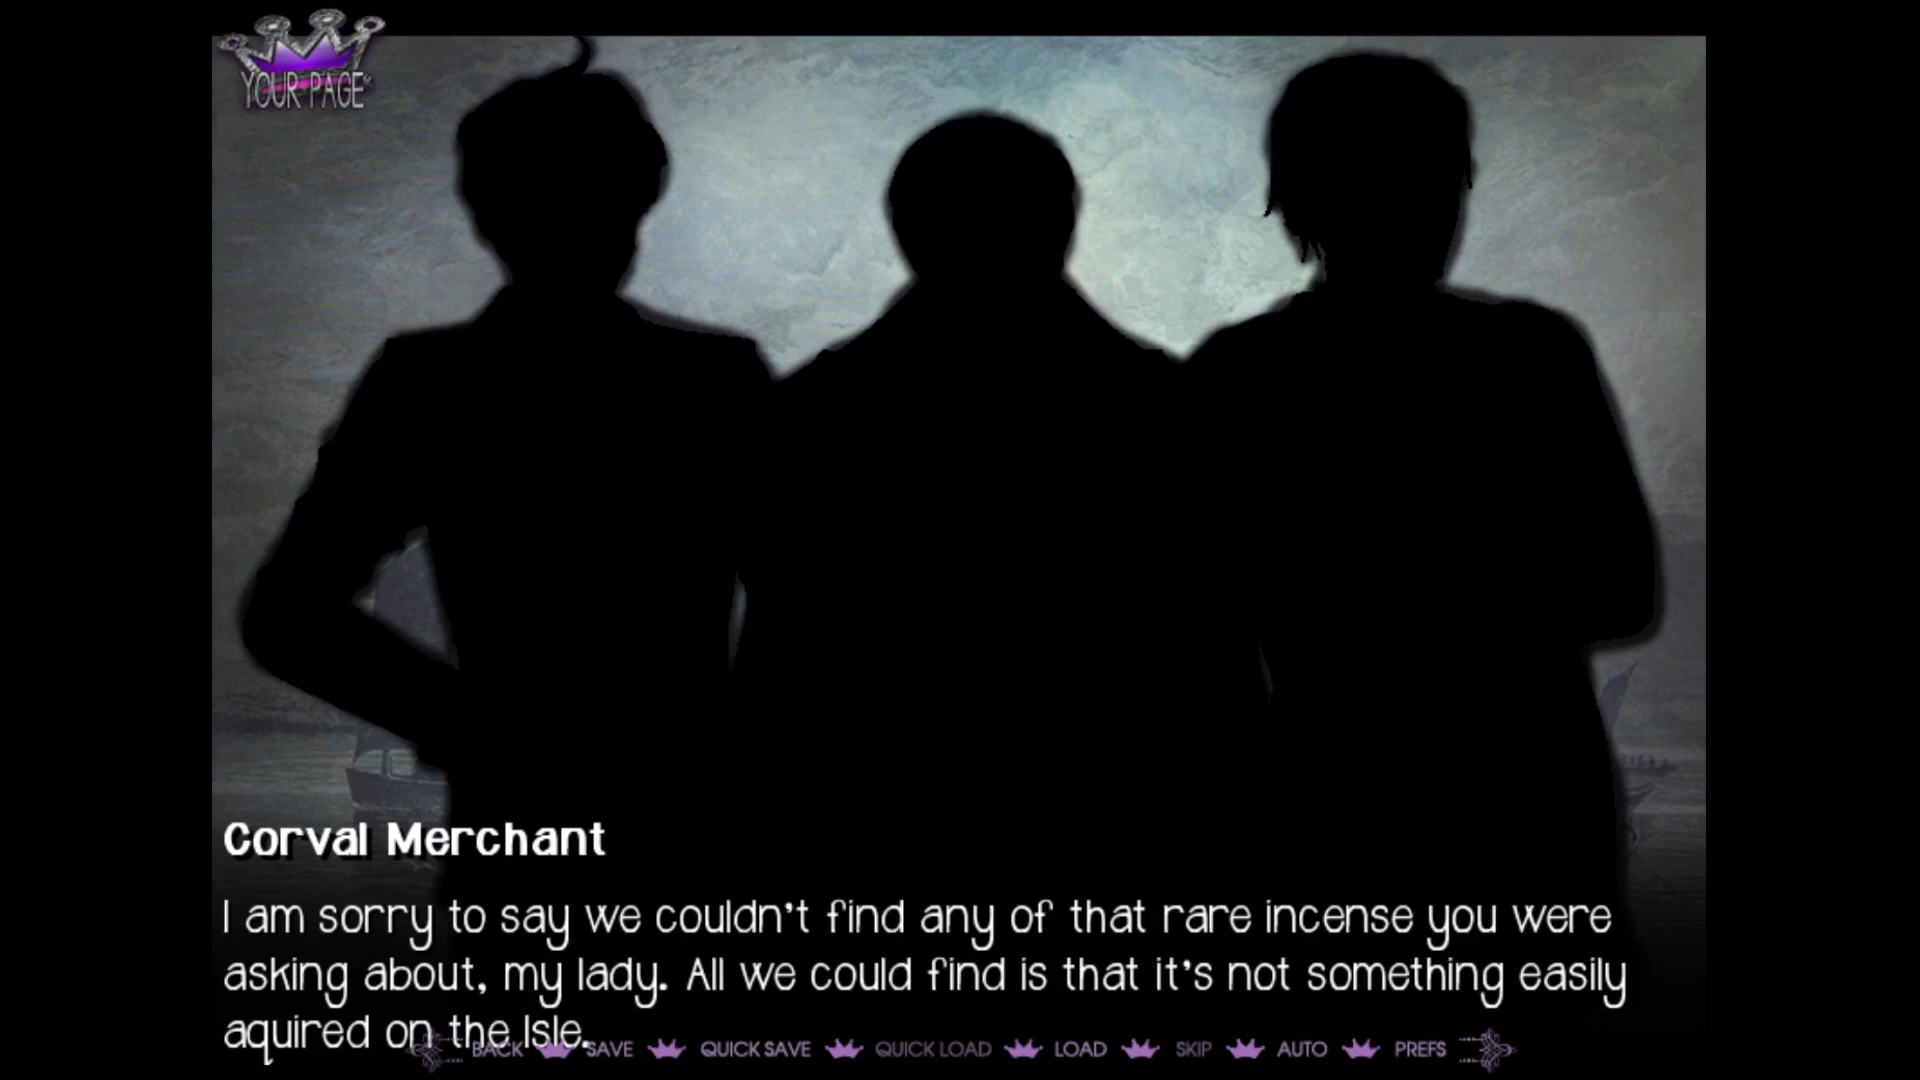 YOUR PAGE
Corval Merchant
I am sorry to say we couldn't find any of that rare incense you were
asking about, my lady. All we could find is that it's not something easily
aquired on the Isle.
BACK SAVE QUICK SAVE QUICK LOAD LOAD SKIP AUTO PREFS